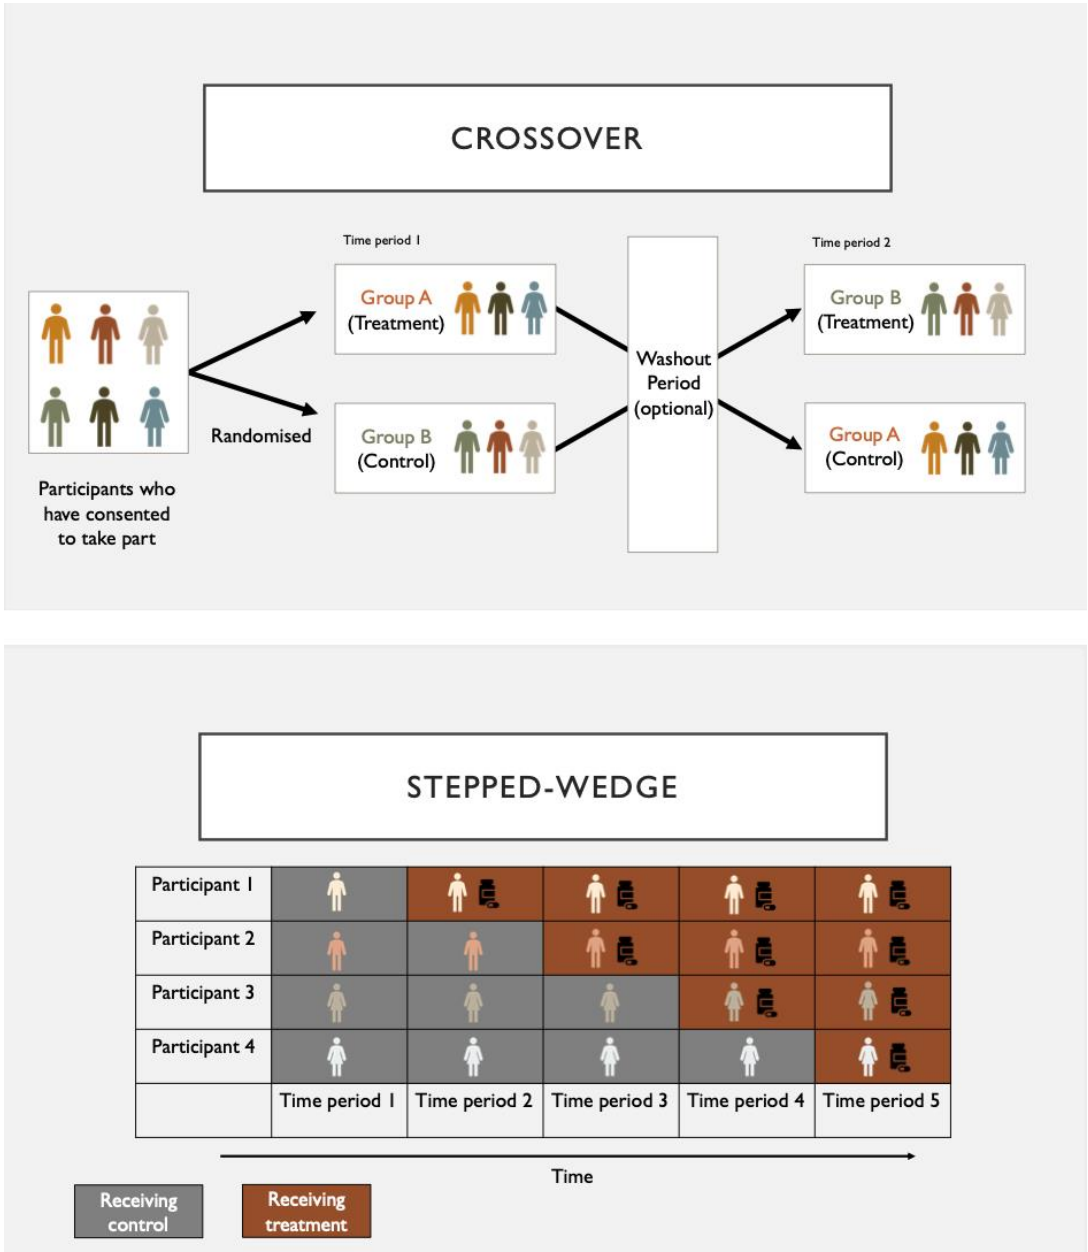 CROSSOVER
Time period 1
Time period 2
Group A
(Treatment)
Group B
(Treatment)
Washout
Period
(optional)
Randomised
Group B
(Control)
Group A
(Control)
Participants who
have consented
to take part
STEPPED-WEDGE
Participant 1
Participant 2
Participant 3
Participant 4
Time period 1
Time period 2
Time period 3
Time period 4
Time period 5
Time
Receiving
control
Receiving
treatment